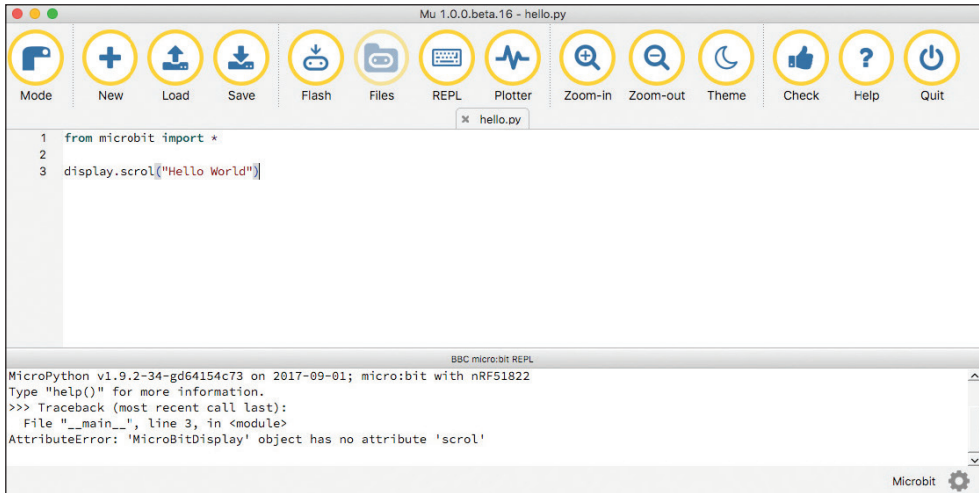 Mu 1.0.0.beta.16 - hello.py
Mode New Load Save Flash Files REPL Plotter Zoom-in Zoom-out Theme Check Help Quit
hello.py
1 from microbit import *
2
3 display.scrol("Hello World")
BBC micro:bit REPL
MicroPython v1.9.2-34-gd64154c73 on 2017-09-01; micro:bit with nRF51822
Type "help()" for more information.
>>> Traceback (most recent call last):
  File "__main__", line 3, in <module>
AttributeError: 'MicroBitDisplay' object has no attribute 'scrol'
Microbit